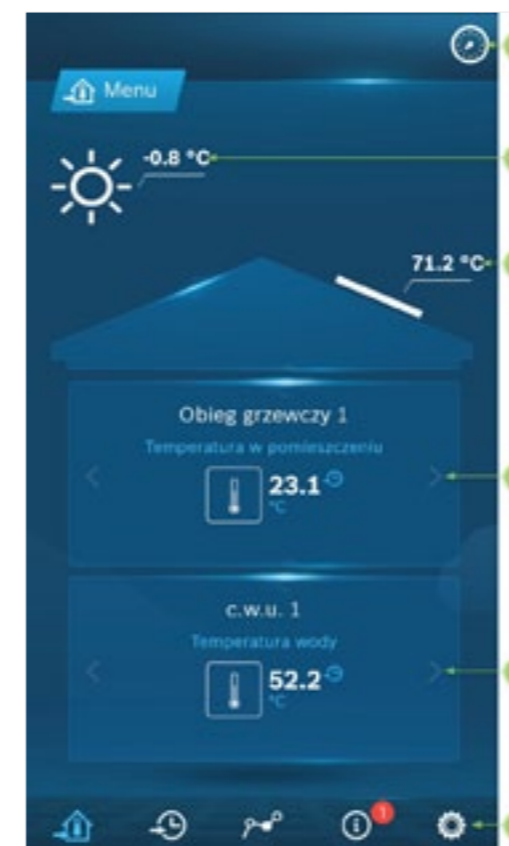 Menu
-0.8 °C
71.2 °C
Obieg grzewczy 1
Temperatura w pomieszczeniu
23.1
°C
c.w.u. 1
Temperatura wody
52.2
°C
1